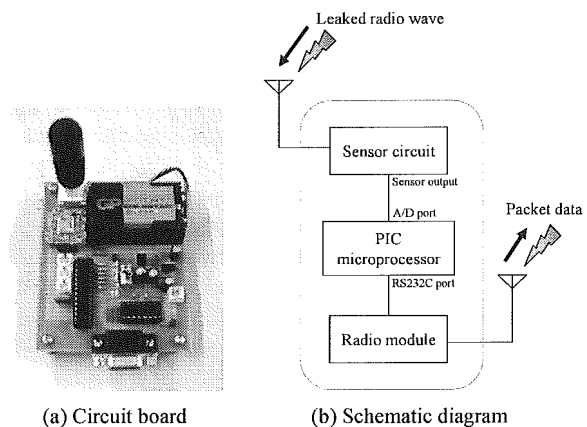 Leaked radio wave
Sensor circuit
Sensor output
A/D port
Packet data
PIC
microprocessor
RS232C port
Radio module
(a) Circuit board
(b) Schematic diagram